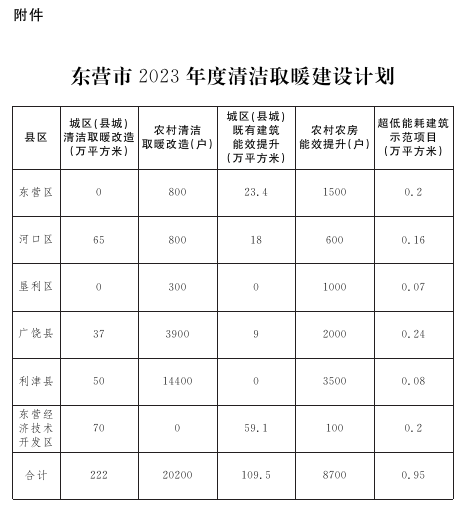 附件
东营市 2023 年度清洁取暖建设计划
县区 城区(县城)清洁取暖改造(万平方米) 农村清洁取暖改造(户) 城区(县城)既有建筑能效提升(万平方米) 农村农房能效提升(户) 超低能耗建筑示范项目(万平方米)
东营区 0 800 23.4 1500 0.2
河口区 65 800 18 600 0.16
垦利区 0 300 0 1000 0.07
广饶县 37 3900 9 2000 0.24
利津县 50 14400 0 3500 0.08
东营经济技术开发区 70 0 59.1 100 0.2
合计 222 20200 109.5 8700 0.95